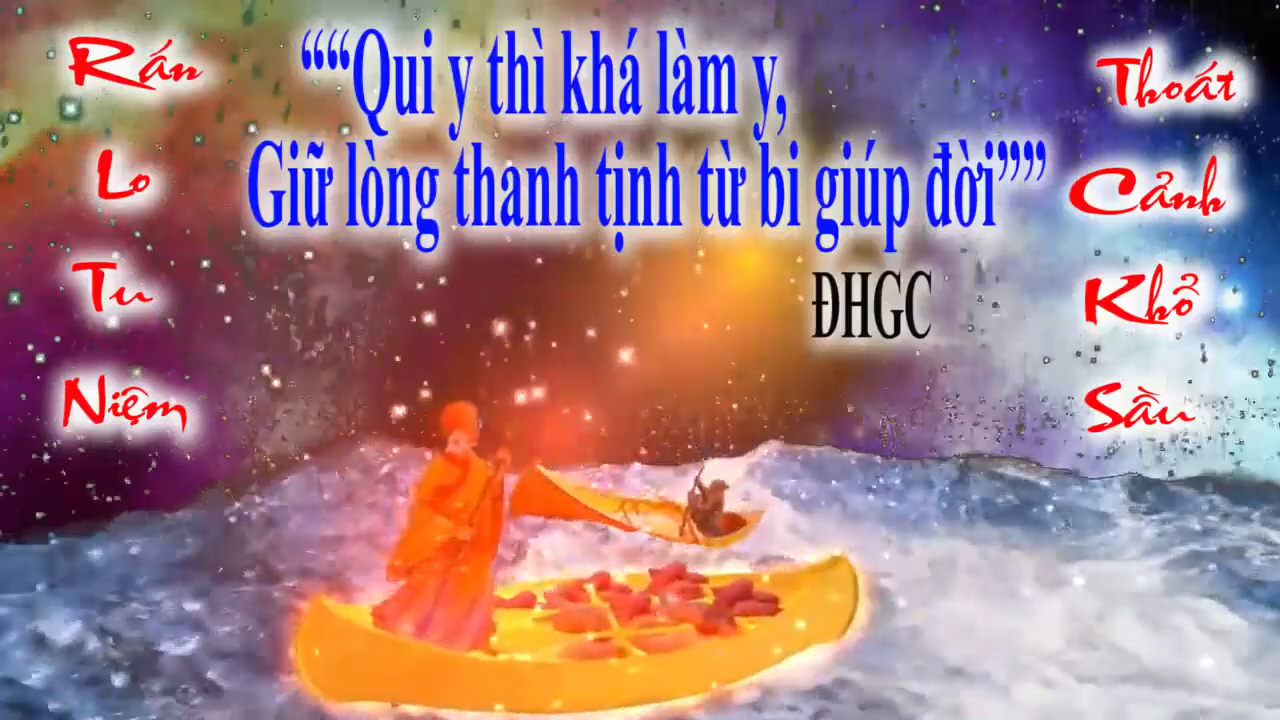 Rán
Lo
Tu
Niệm
““Qui y thì khá làm y,
Giữ lòng thanh tịnh từ bi giúp đời””
ĐHGC
Thoát
Cảnh
Khổ
Sầu